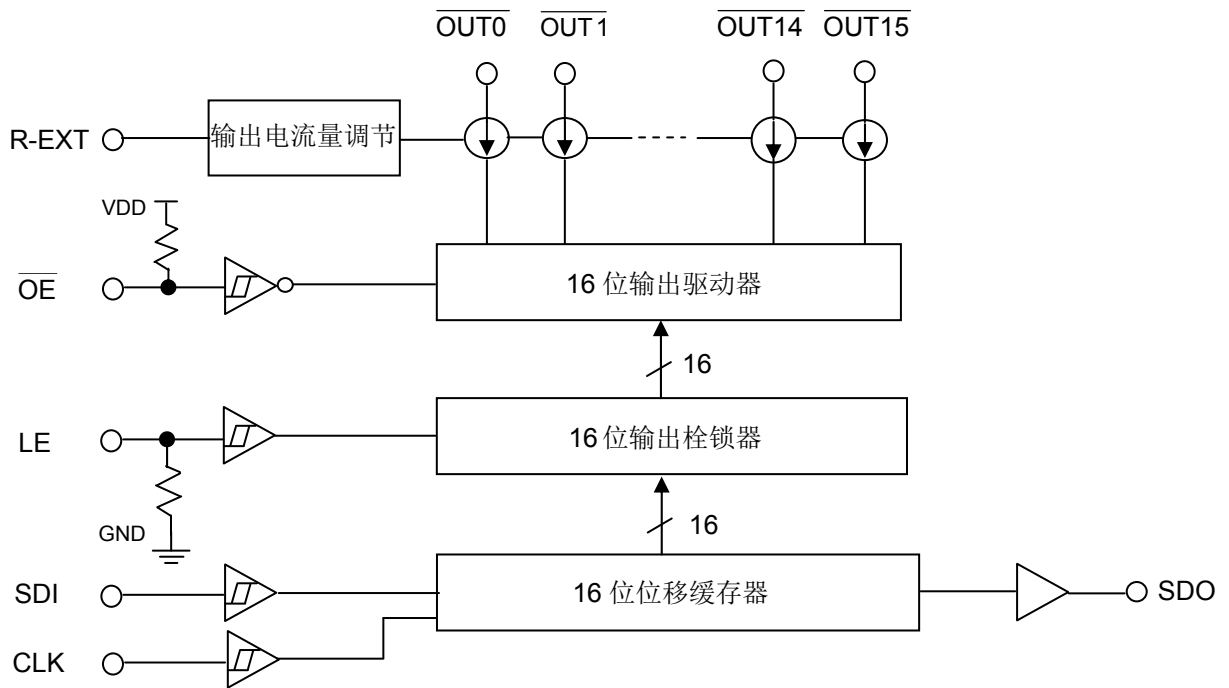 OUT0 OUT1 OUT14 OUT15
R-EXT 输出电流量调节
VDD
OE 16 位输出驱动器
16
LE 16 位输出栓锁器
GND
16
SDI 16 位位移缓存器 SDO
CLK